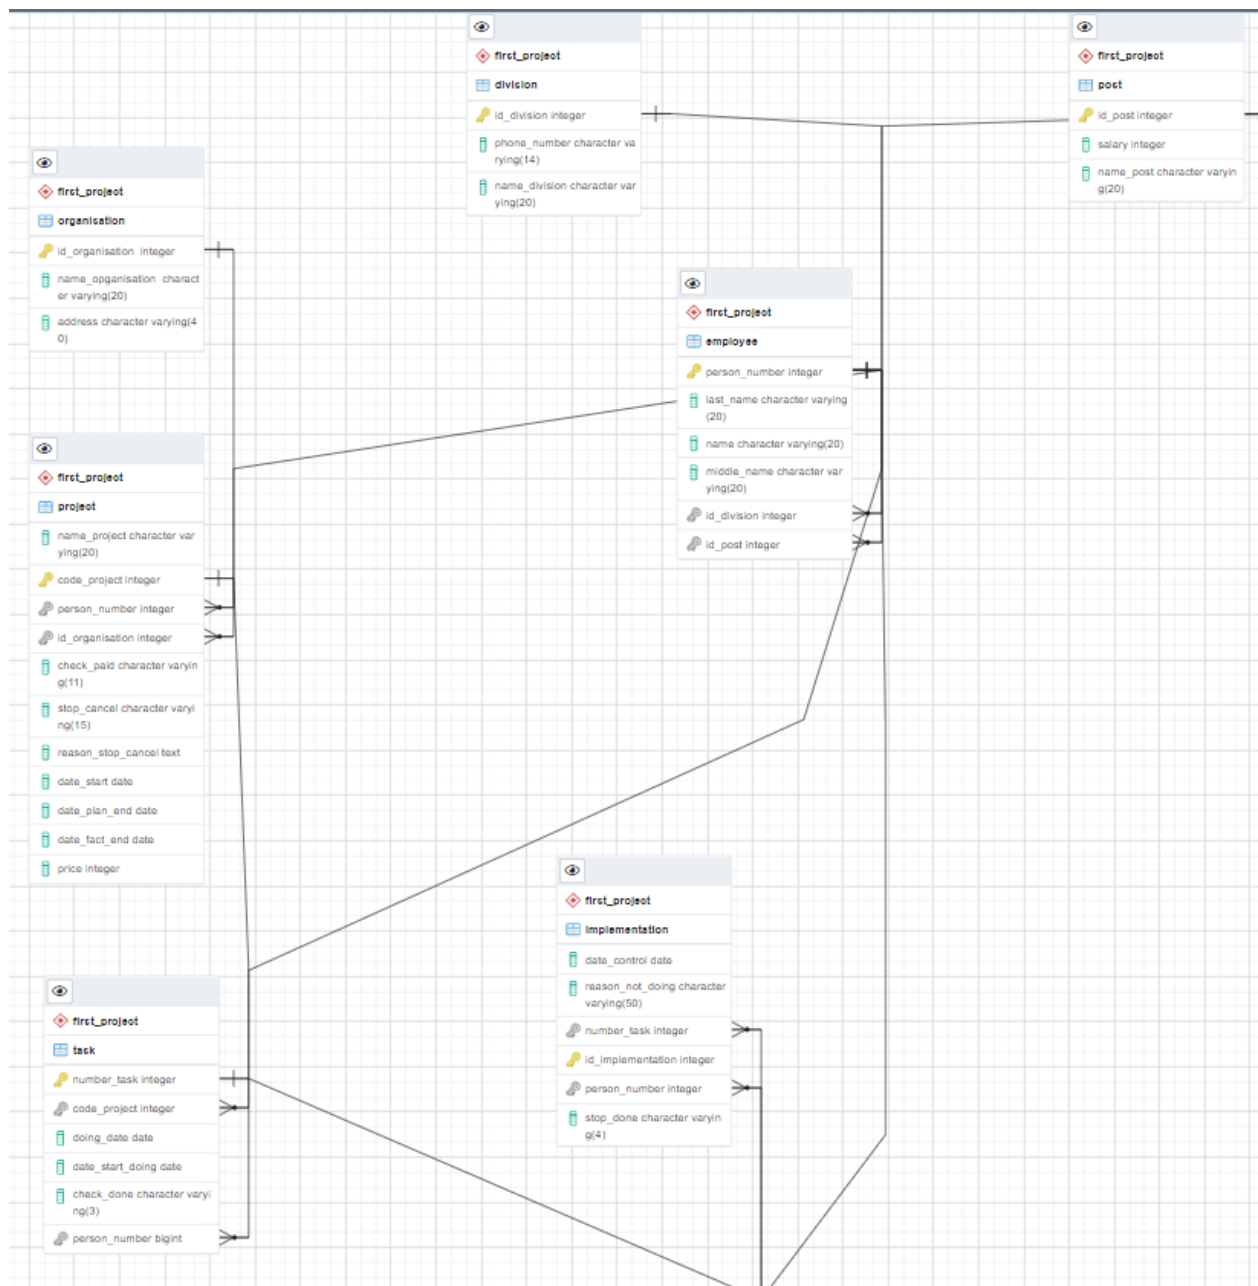 first_project
division
id_division integer
phone_number character va
rying(14)
name_division character var
ying(20)
first_project
post
id_post integer
salary integer
name_post character varyin
g(20)
first_project
organisation
id_organisation integer
name_opganisation charact
er varying(20)
address character varying(4
0)
first_project
employee
person_number integer
last_name character varying
(20)
name character varying(20)
middle_name character var
ying(20)
id_division integer
id_post integer
first_project
project
name_project character var
ying(20)
code_project integer
person_number integer
id_organisation integer
check_paid character varyin
g(11)
stop_cancel character varyi
ng(15)
reason_stop_cancel text
date_start date
date_plan_end date
date_fact_end date
price integer
first_project
implementation
date_control date
reason_not_doing character
varying(50)
number_task integer
id_implementation integer
person_number integer
stop_done character varyin
g(4)
first_project
task
number_task integer
code_project integer
doing_date date
date_start_doing date
check_done character varyi
ng(3)
person_number bigint